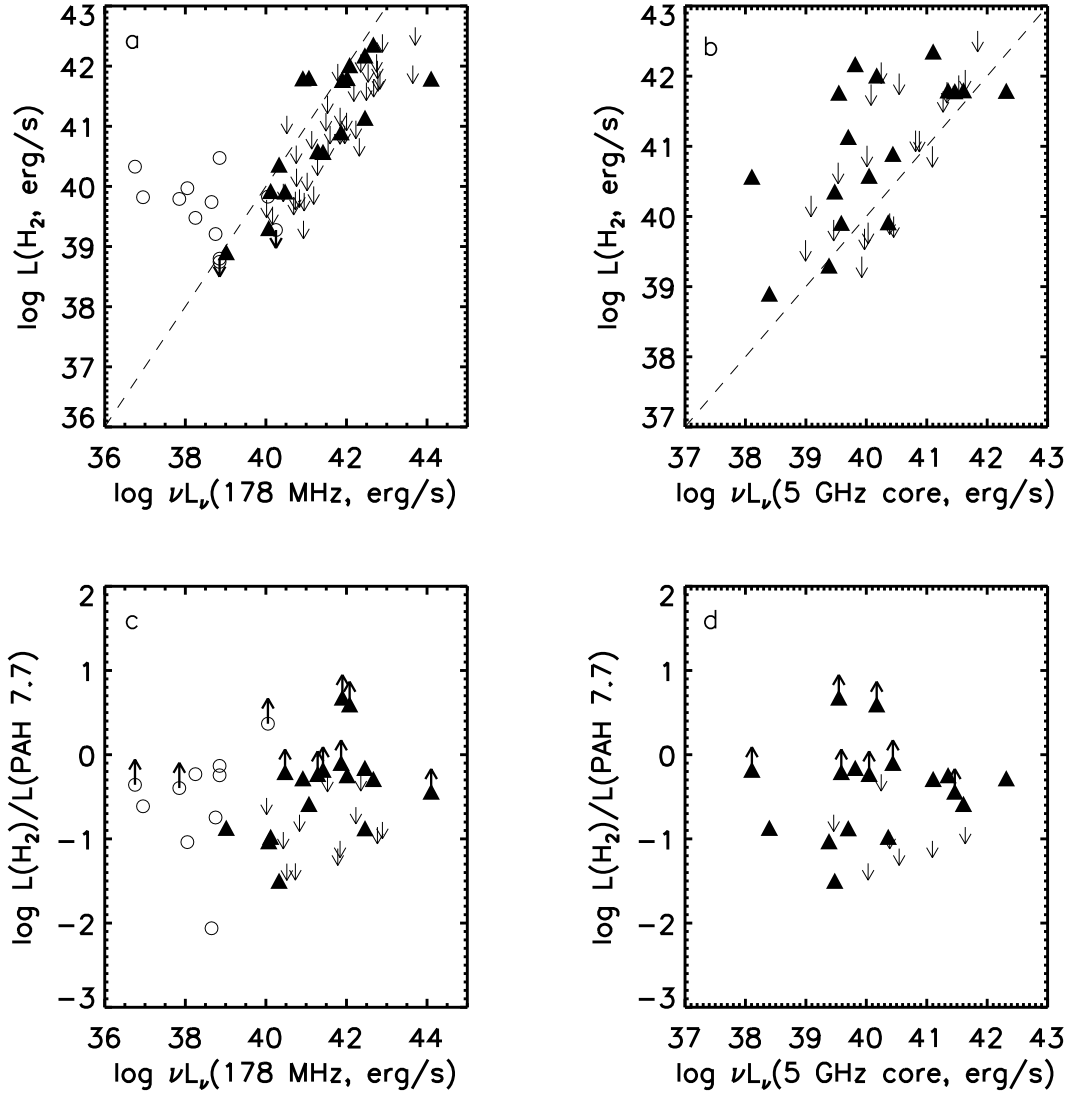 a
43
42
41
40
39
38
37
36
log L(H₂, erg/s)
36 38 40 42 44
log νLν(178 MHz, erg/s)
b
43
42
41
40
39
38
37
log L(H₂, erg/s)
37 38 39 40 41 42 43
log νLν(5 GHz core, erg/s)
c
2
1
0
−1
−2
−3
log L(H₂)/L(PAH 7.7)
36 38 40 42 44
log νLν(178 MHz, erg/s)
d
2
1
0
−1
−2
−3
log L(H₂)/L(PAH 7.7)
37 38 39 40 41 42 43
log νLν(5 GHz core, erg/s)